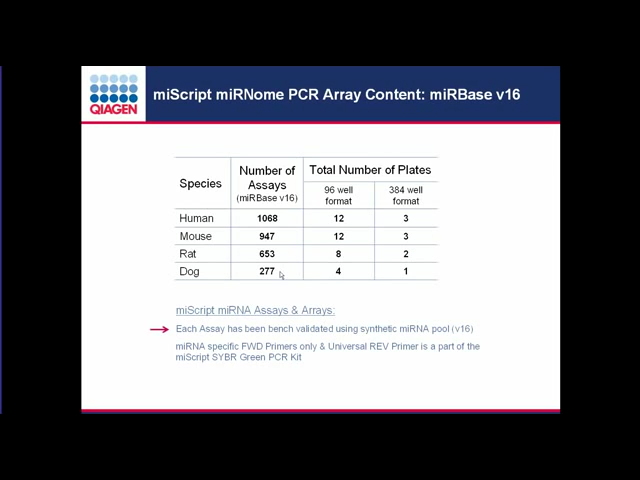 QIAGEN
miScript miRNome PCR Array Content: miRBase v16
Species
Number of
Assays
(miRBase v16)
Total Number of Plates
96 well
format
384 well
format
Human 1068 12 3
Mouse 947 12 3
Rat 653 8 2
Dog 277 4 1
miScript miRNA Assays & Arrays:
Each Assay has been bench validated using synthetic miRNA pool (v16)
miRNA specific FWD Primers only & Universal REV Primer is a part of the
miScript SYBR Green PCR Kit